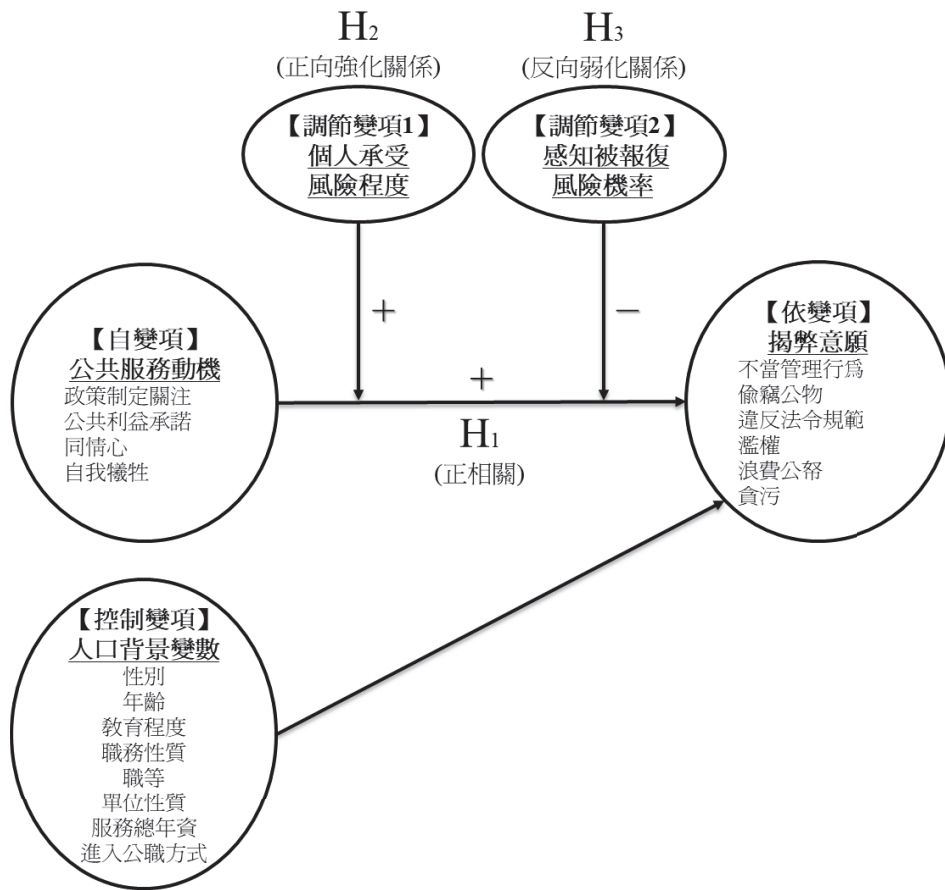 H2
(正向強化關係)
【調節變項1】
個人承受
風險程度
H3
(反向弱化關係)
【調節變項2】
感知被報復
風險機率
+
−
【自變項】
公共服務動機
政策制定關注
公共利益承諾
同情心
自我犧牲
+
H1
(正相關)
【依變項】
揭弊意願
不當管理行爲
偷竊公物
違反法令規範
濫權
浪費公帑
貪污
【控制變項】
人口背景變數
性別
年齡
教育程度
職務性質
職等
單位性質
服務總年資
進入公職方式